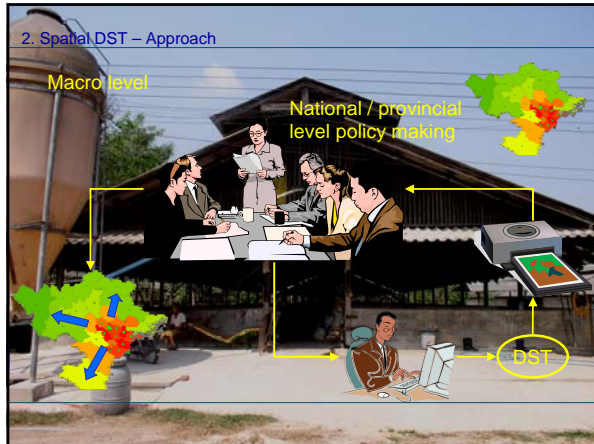 2. Spatial DST – Approach
Macro level
National / provincial
level policy making
DST